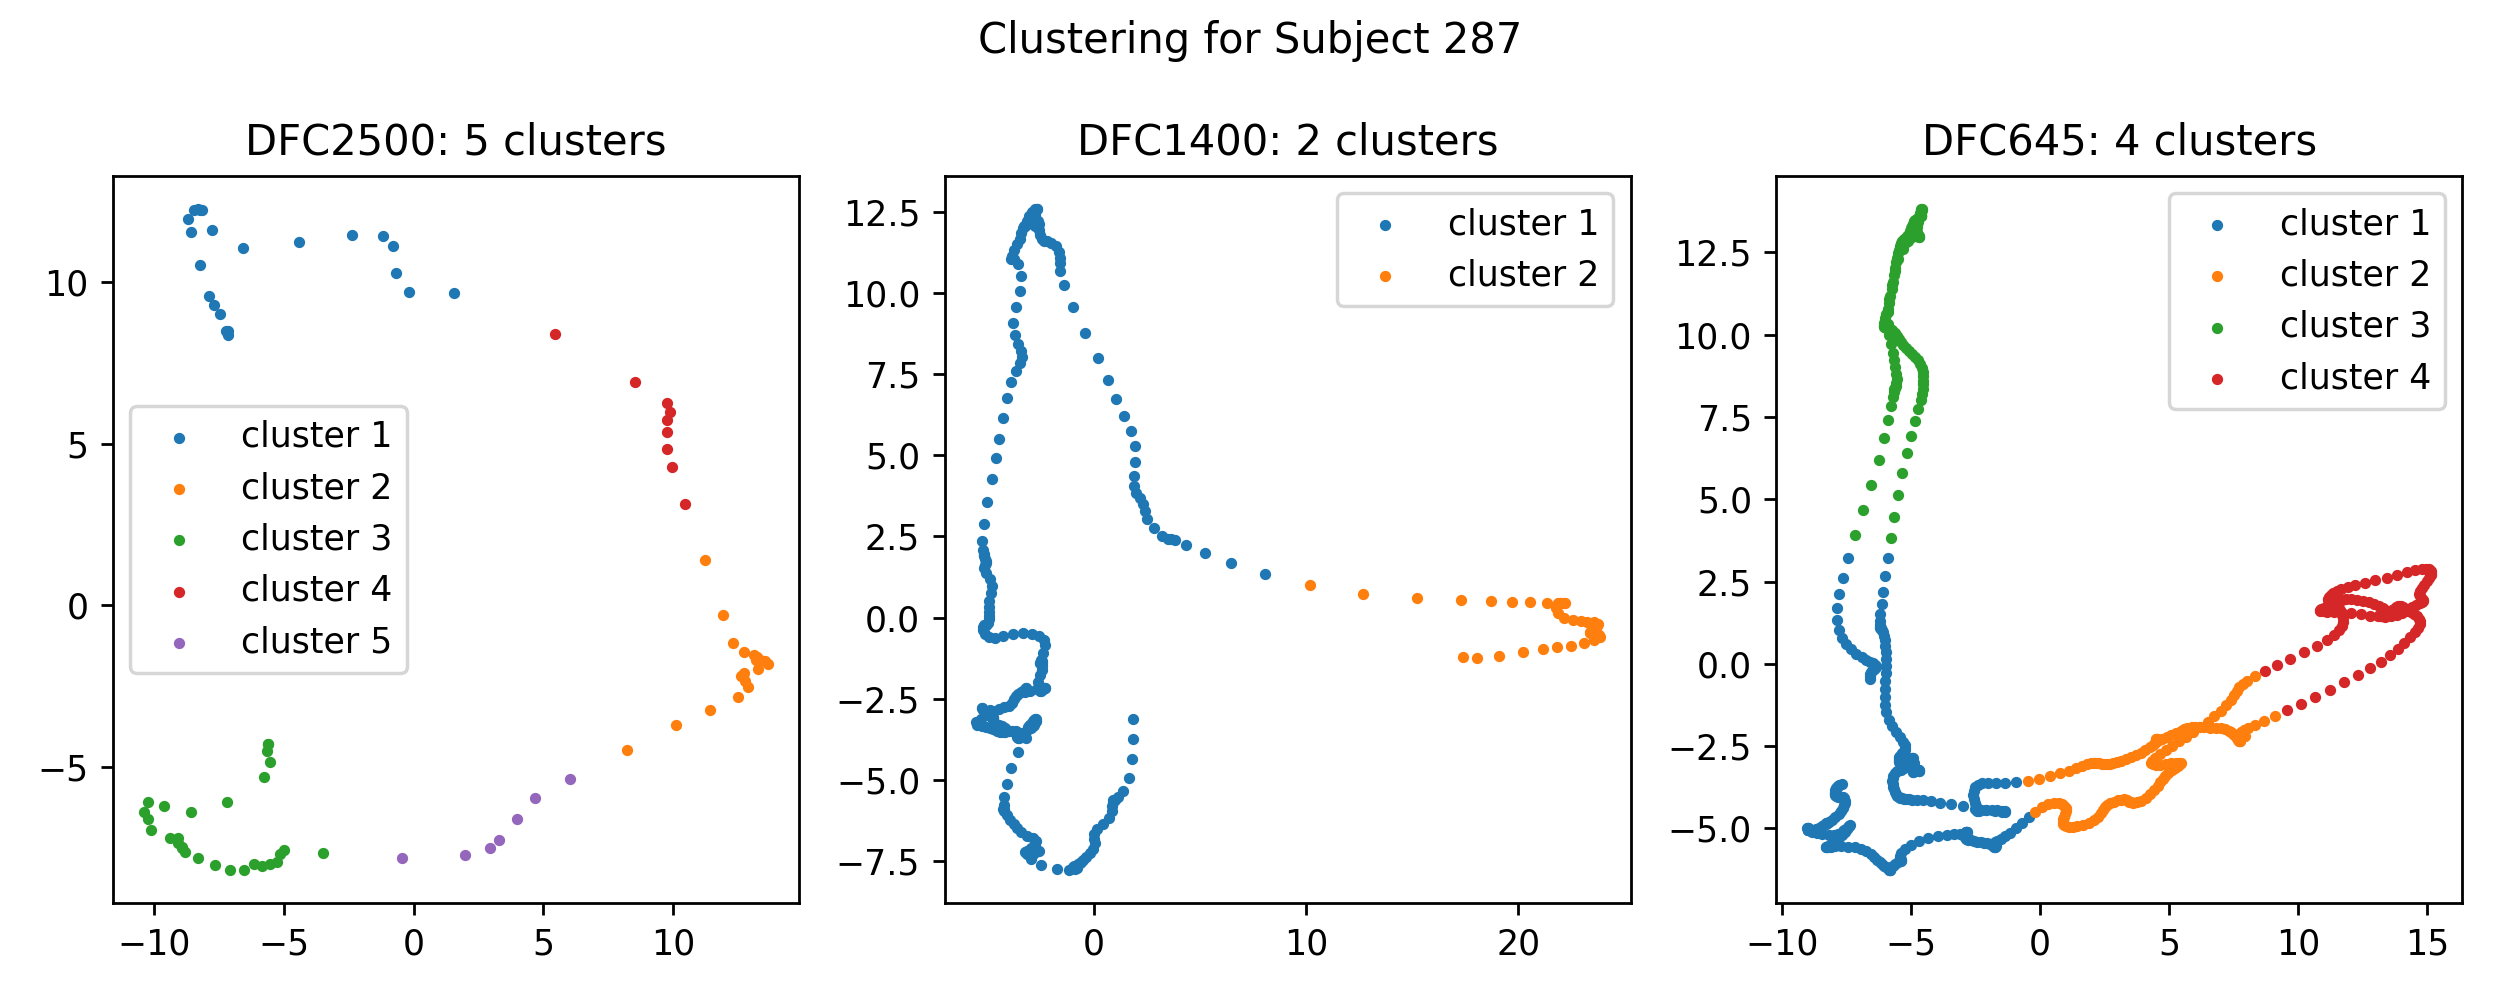 Clustering for Subject 287
DFC2500: 5 clusters
10
5
0
−5
−10
−5
0
5
10
cluster 1
cluster 2
cluster 3
cluster 4
cluster 5
DFC1400: 2 clusters
12.5
10.0
7.5
5.0
2.5
0.0
−2.5
−5.0
−7.5
0
10
20
cluster 1
cluster 2
DFC645: 4 clusters
12.5
10.0
7.5
5.0
2.5
0.0
−2.5
−5.0
−10
−5
0
5
10
15
cluster 1
cluster 2
cluster 3
cluster 4